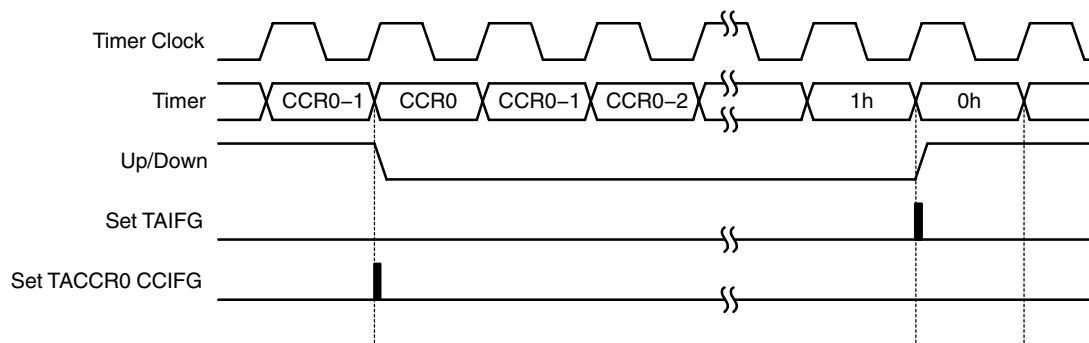 Timer Clock
Timer
CCR0−1
CCR0
CCR0−1
CCR0−2
1h
0h
Up/Down
Set TAIFG
Set TACCR0 CCIFG